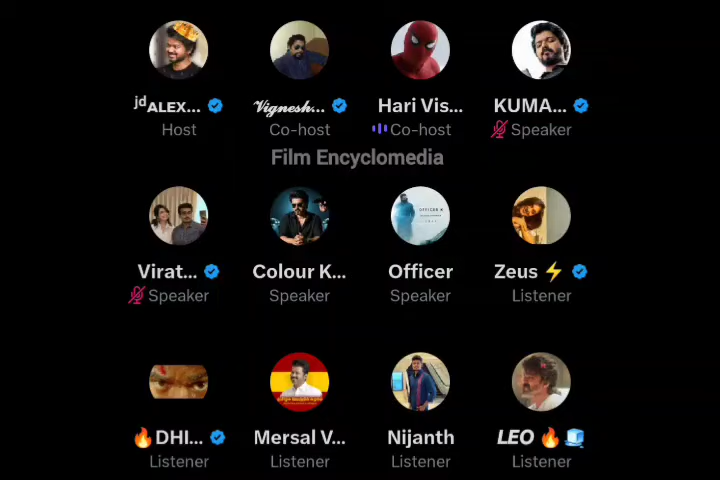 ʲᵈALEX... 𝓥𝓲𝓰𝓷𝓮𝓼𝓱... Hari Vis... KUMA...
Host Co-host Co-host Speaker
Film Encyclomedia
Virat... Colour K... Officer Zeus ⚡
Speaker Speaker Speaker Listener
🔥DHI... Mersal V... Nijanth 𝙇𝙀𝙊 🔥🧊
Listener Listener Listener Listener